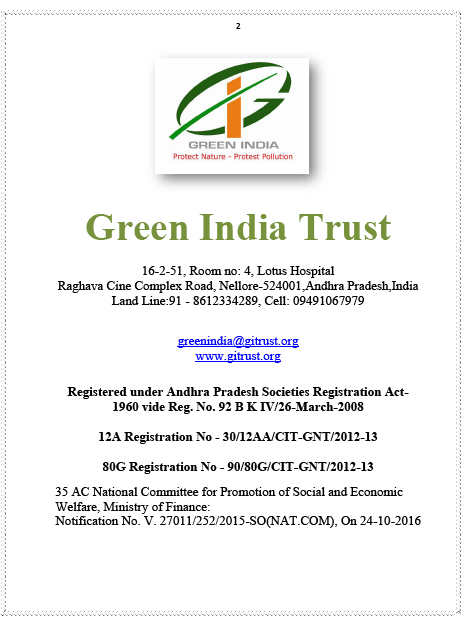 2
GREEN INDIA
Protect Nature - Protest Pollution
Green India Trust
16-2-51, Room no: 4, Lotus Hospital
Raghava Cine Complex Road, Nellore-524001,Andhra Pradesh,India
Land Line:91 - 8612334289, Cell: 09491067979
greenindia@gitrust.org
www.gitrust.org
Registered under Andhra Pradesh Societies Registration Act-
1960 vide Reg. No. 92 B K IV/26-March-2008
12A Registration No - 30/12AA/CIT-GNT/2012-13
80G Registration No - 90/80G/CIT-GNT/2012-13
35 AC National Committee for Promotion of Social and Economic
Welfare, Ministry of Finance:
Notification No. V. 27011/252/2015-SO(NAT.COM), On 24-10-2016